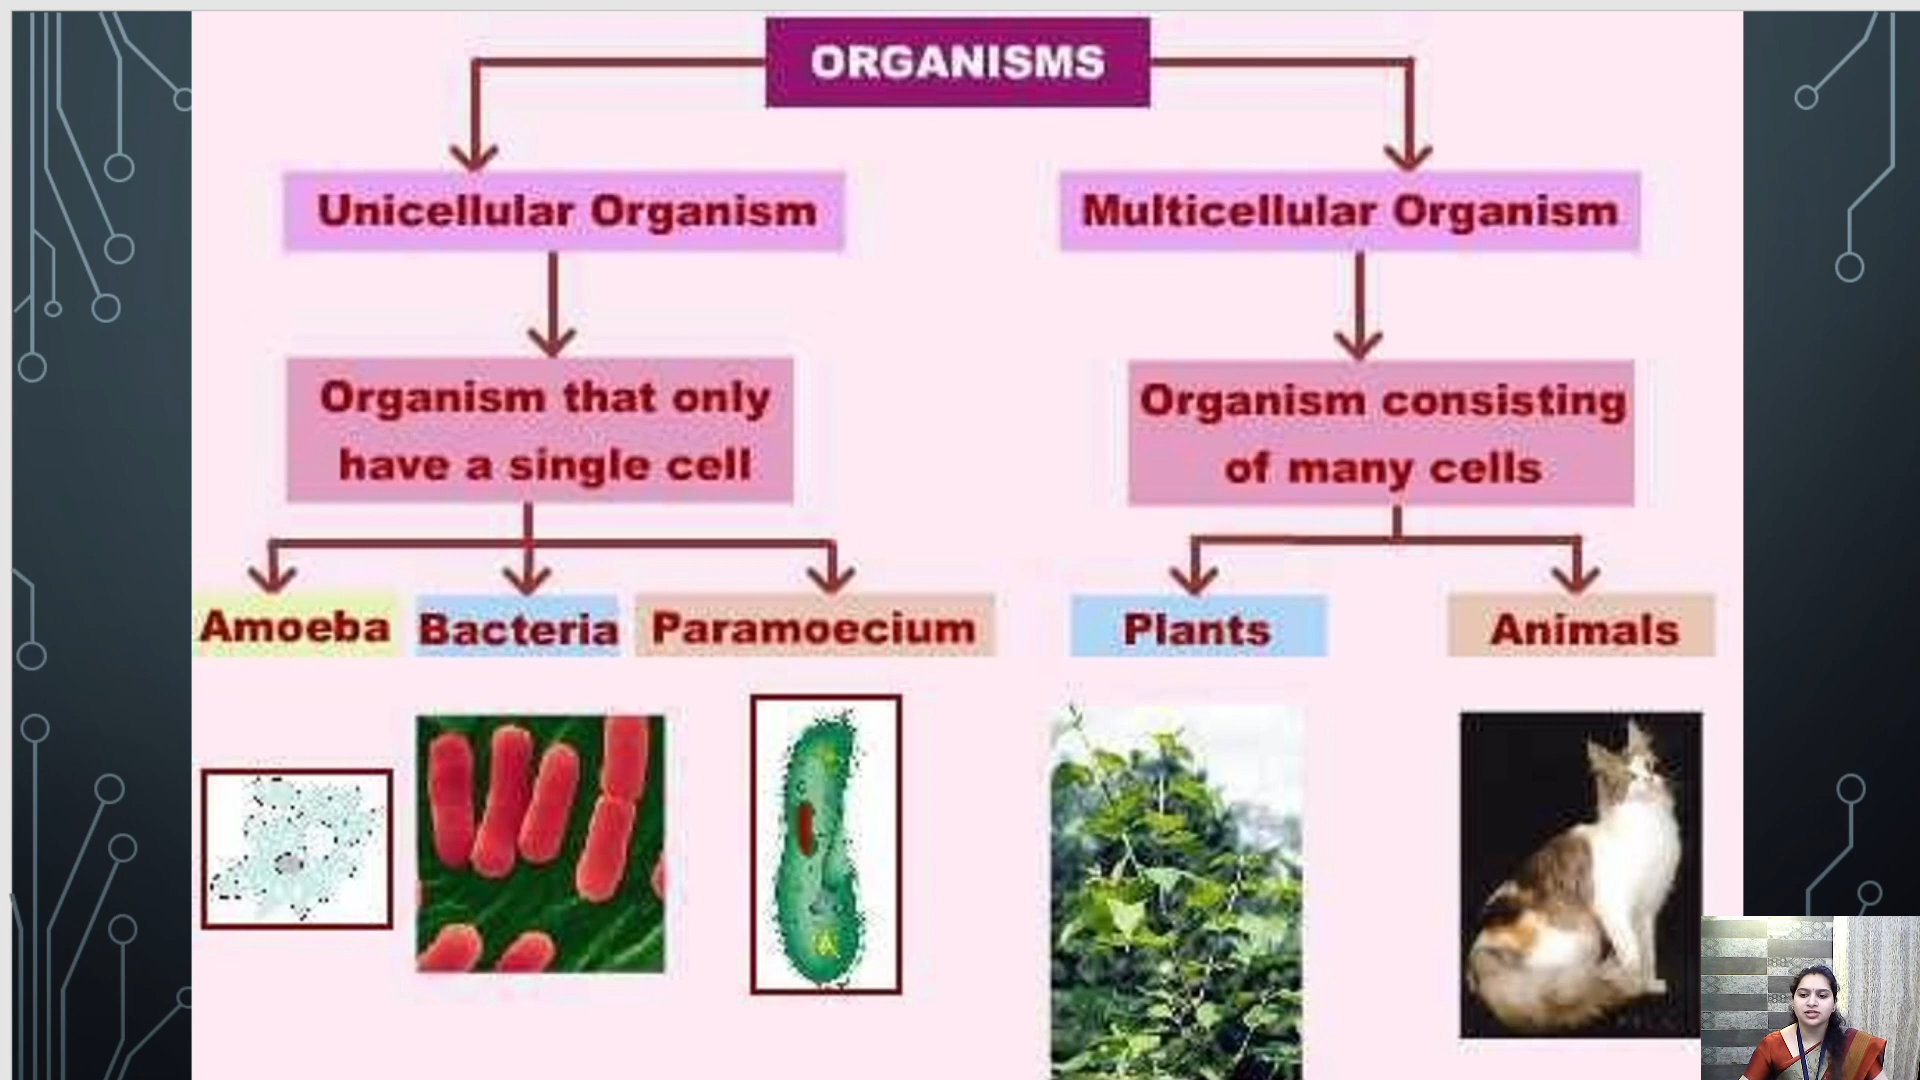 ORGANISMS
Unicellular Organism
Multicellular Organism
Organism that only
have a single cell
Organism consisting
of many cells
Amoeba
Bacteria
Paramoecium
Plants
Animals